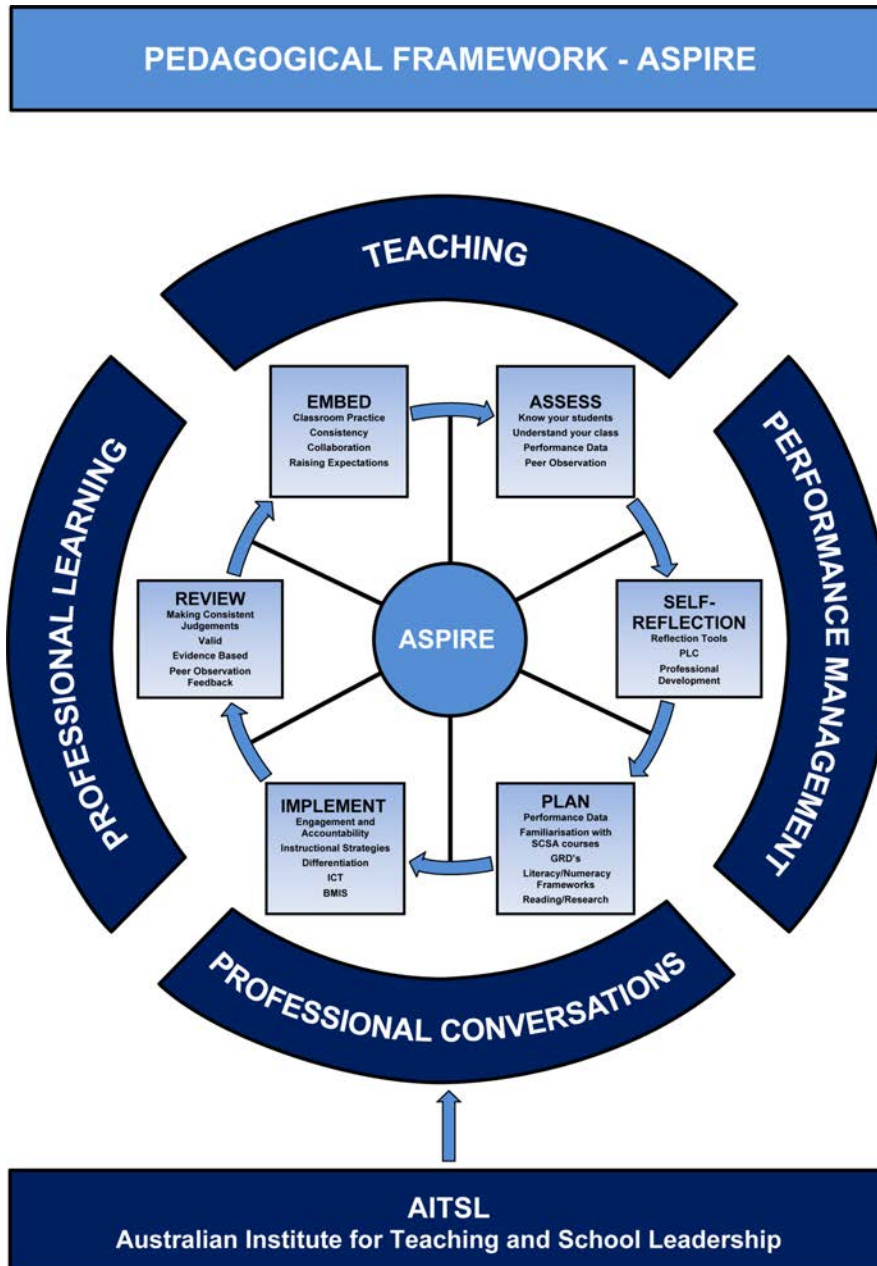 PEDAGOGICAL FRAMEWORK - ASPIRE
TEACHING
PERFORMANCE MANAGEMENT
PROFESSIONAL CONVERSATIONS
PROFESSIONAL LEARNING
ASPIRE
ASSESS
Know your students
Understand your class
Performance Data
Peer Observation
SELF-
REFLECTION
Reflection Tools
PLC
Professional
Development
PLAN
Performance Data
Familiarisation with
SCSA courses
GRD's
Literacy/Numeracy
Frameworks
Reading/Research
IMPLEMENT
Engagement and
Accountability
Instructional Strategies
Differentiation
ICT
BMIS
REVIEW
Making Consistent
Judgements
Valid
Evidence Based
Peer Observation
Feedback
EMBED
Classroom Practice
Consistency
Collaboration
Raising Expectations
AITSL
Australian Institute for Teaching and School Leadership